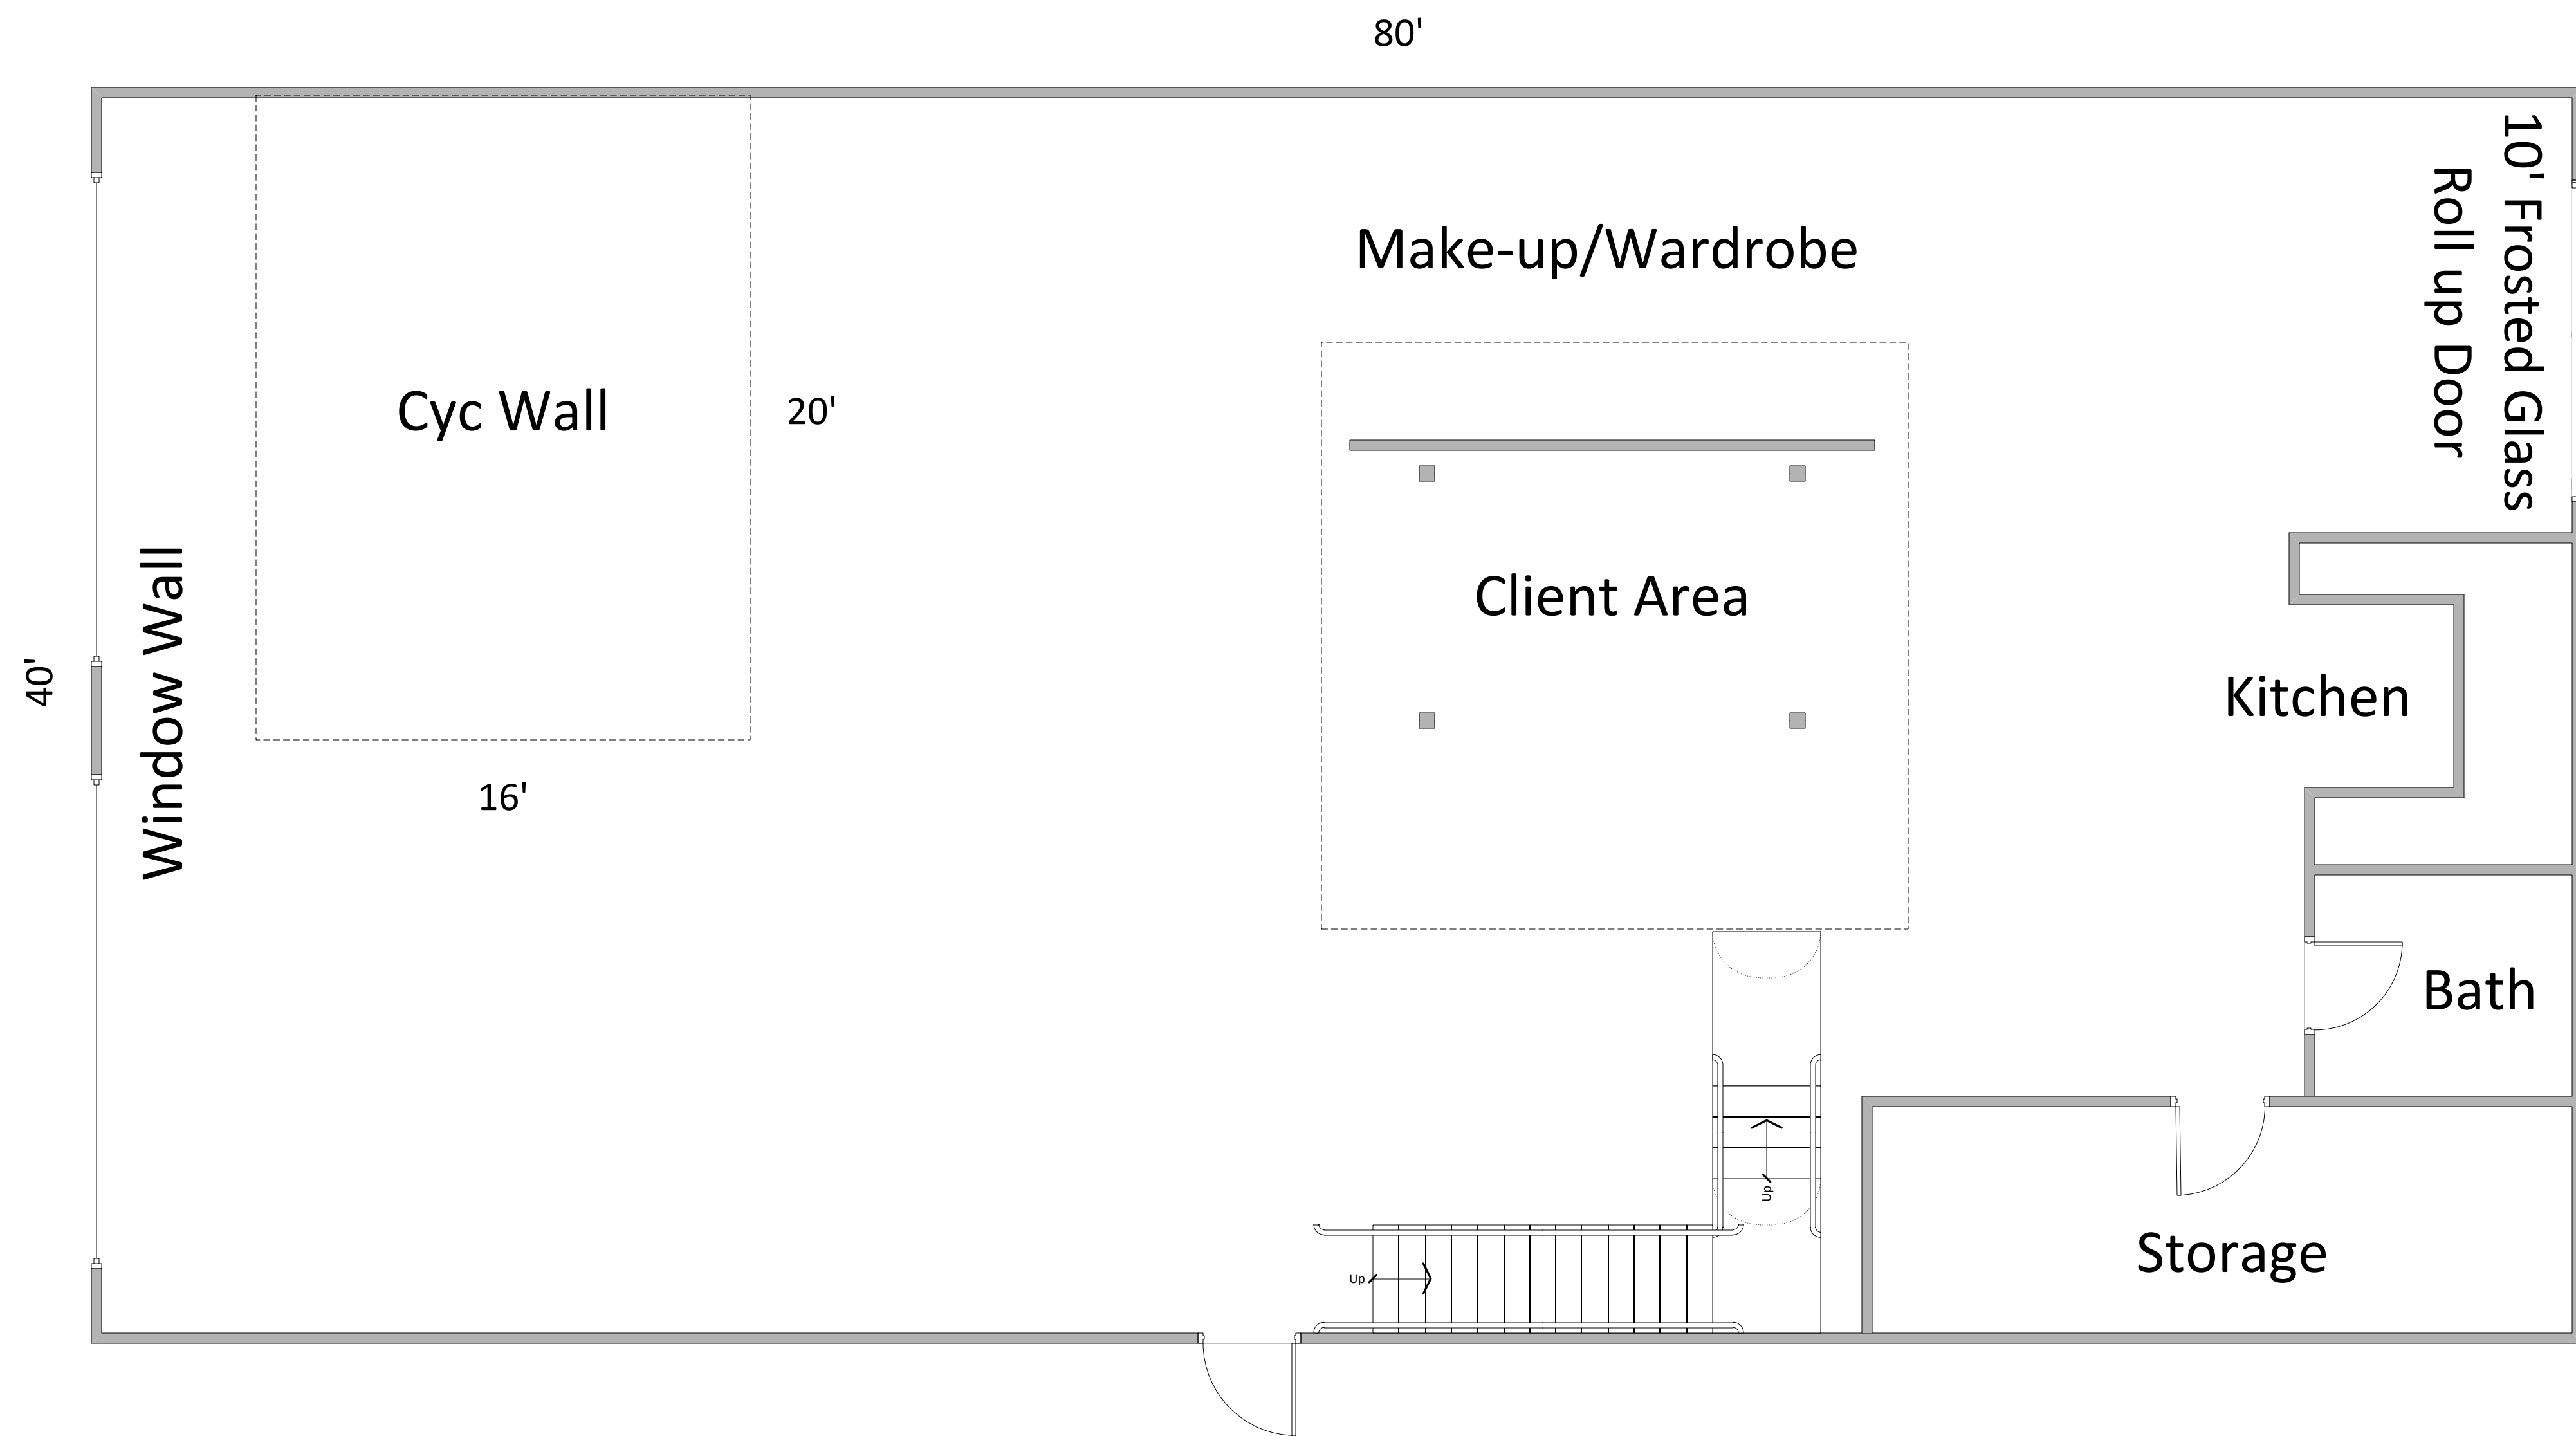 80'
10' Frosted Glass
Roll up Door
Make-up/Wardrobe
Cyc Wall
20'
Client Area
Window Wall
40'
Kitchen
16'
Bath
Up
Storage
Up